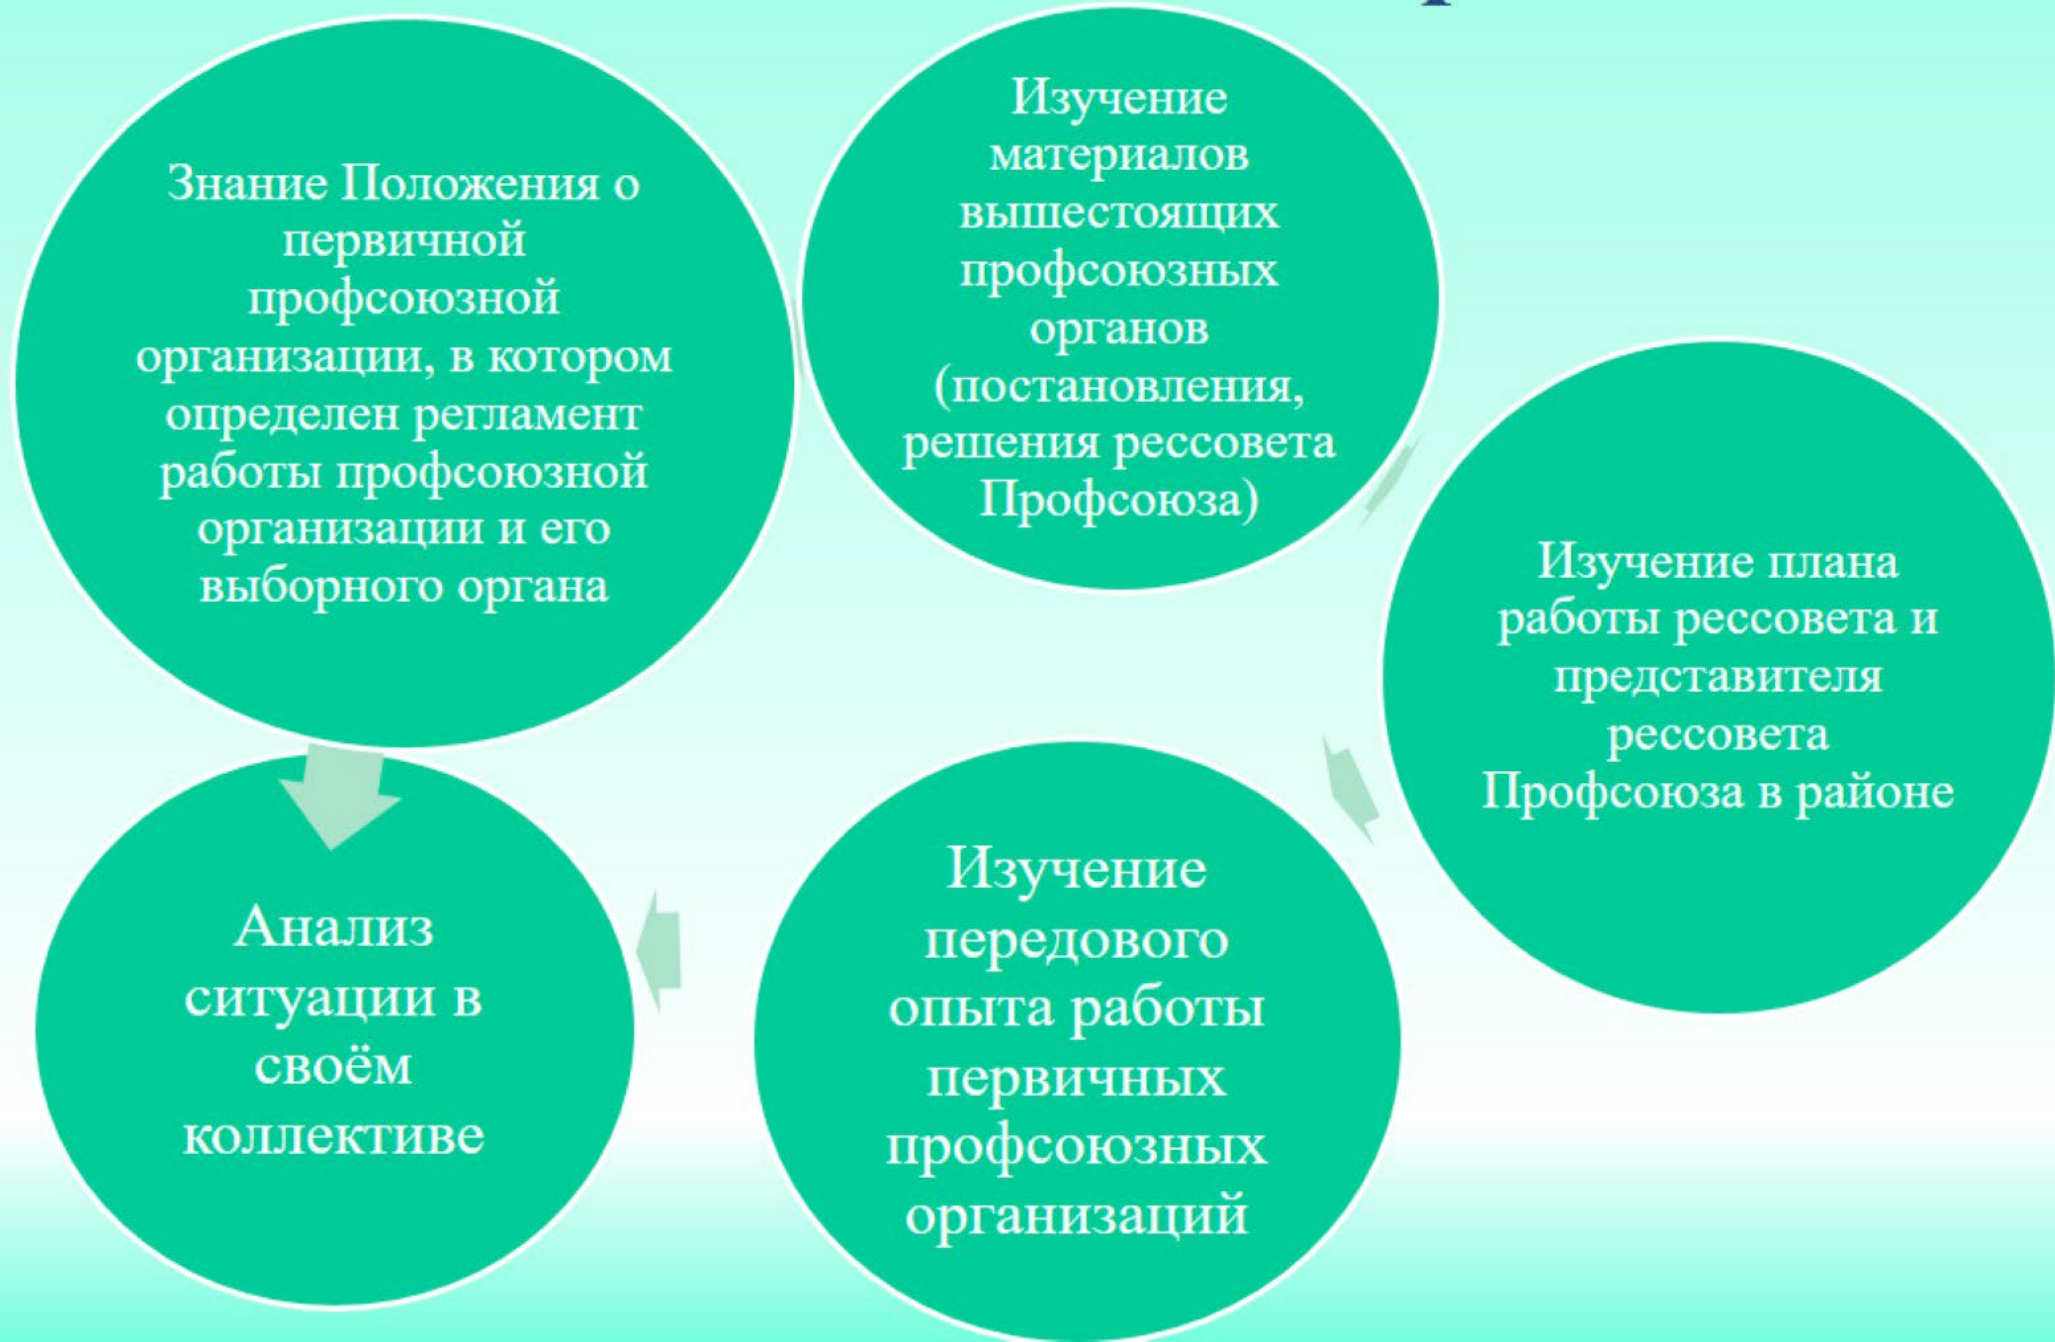 Знание Положения о
первичной
профсоюзной
организации, в котором
определен регламент
работы профсоюзной
организации и его
выборного органа
Изучение
материалов
вышестоящих
профсоюзных
органов
(постановления,
решения рессовета
Профсоюза)
Изучение плана
работы рессовета и
представителя
рессовета
Профсоюза в районе
Изучение
передового
опыта работы
первичных
профсоюзных
организаций
Анализ
ситуации в
своём
коллективе